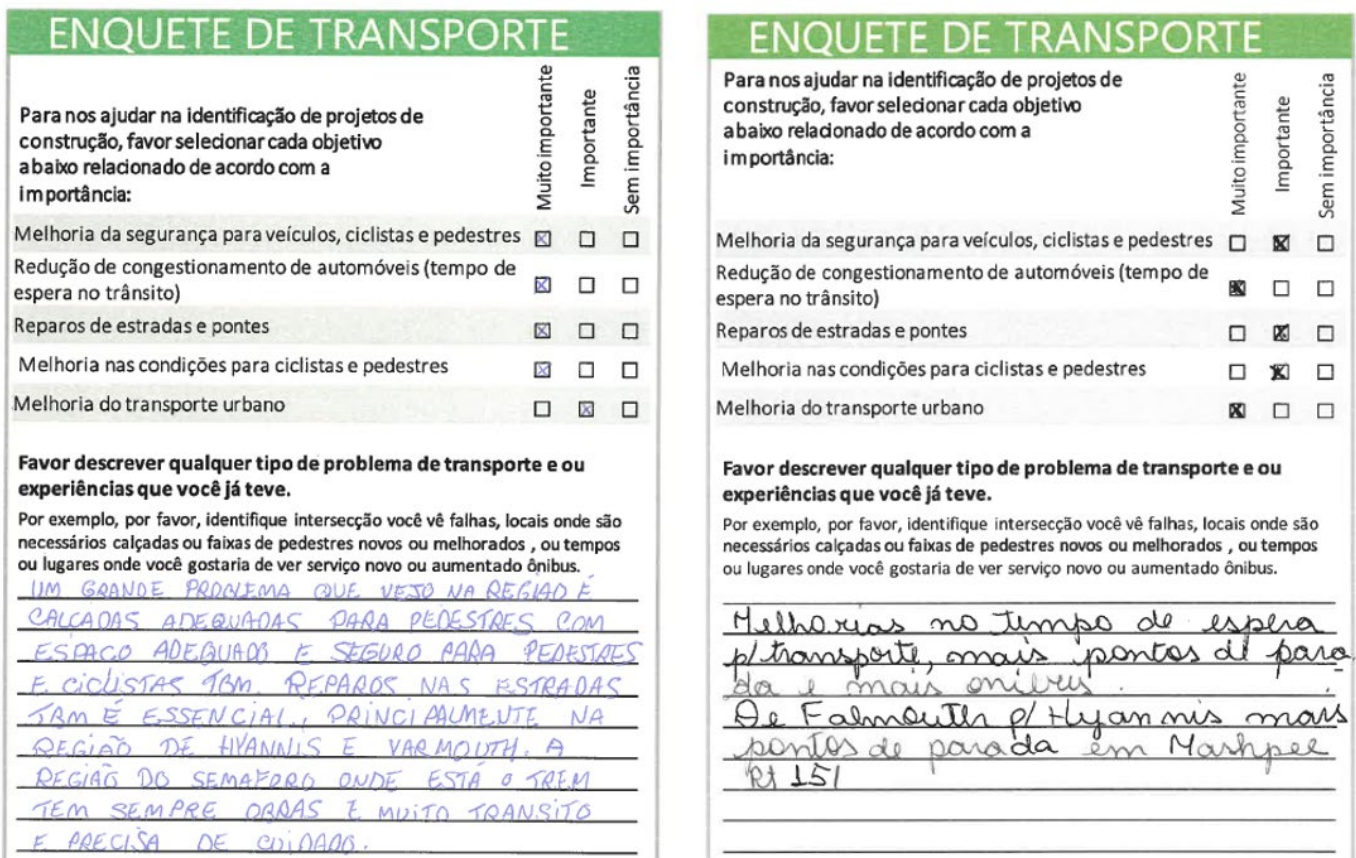 ENQUETE DE TRANSPORTE
Para nos ajudar na identificação de projetos de
construção, favor selecionar cada objetivo
abaixo relacionado de acordo com a
importância:
Muito importante
Importante
Sem importância
Melhoria da segurança para veículos, ciclistas e pedestres
Redução de congestionamento de automóveis (tempo de
espera no trânsito)
Reparos de estradas e pontes
Melhoria nas condições para ciclistas e pedestres
Melhoria do transporte urbano
Favor descrever qualquer tipo de problema de transporte e ou
experiências que você já teve.
Por exemplo, por favor, identifique intersecção você vê falhas, locais onde são
necessários calçadas ou faixas de pedestres novos ou melhorados , ou tempos
ou lugares onde você gostaria de ver serviço novo ou aumentado ônibus.
UM GRANDE PROBLEMA QUE VEJO NA REGIAO É
CALCADAS ADEQUADAS PARA PEDESTRES COM
ESPACO ADEQUADO E SEGURO PARA PEDESTRES
E CICLISTAS TBM. REPAROS NAS ESTRADAS
TBM É ESSENCIAL, PRINCIPALMENTE NA
REGIÃO DE HYANNIS E YARMOUTH. A
REGIÃO DO SEMAFORO ONDE ESTÁ O TREM
TEM SEMPRE OBRAS E MUITO TRANSITO
E PRECISA DE CUIDADO.
ENQUETE DE TRANSPORTE
Para nos ajudar na identificação de projetos de
construção, favor selecionar cada objetivo
abaixo relacionado de acordo com a
importância:
Muito importante
Importante
Sem importância
Melhoria da segurança para veículos, ciclistas e pedestres
Redução de congestionamento de automóveis (tempo de
espera no trânsito)
Reparos de estradas e pontes
Melhoria nas condições para ciclistas e pedestres
Melhoria do transporte urbano
Favor descrever qualquer tipo de problema de transporte e ou
experiências que você já teve.
Por exemplo, por favor, identifique intersecção você vê falhas, locais onde são
necessários calçadas ou faixas de pedestres novos ou melhorados , ou tempos
ou lugares onde você gostaria de ver serviço novo ou aumentado ônibus.
Melhorias no tempo de espera
p/ transporte, mais pontos de para
da e mais onibus.
De Falmouth p/ Hyannis mais
pontos de parada em Mashpee
Rt 151